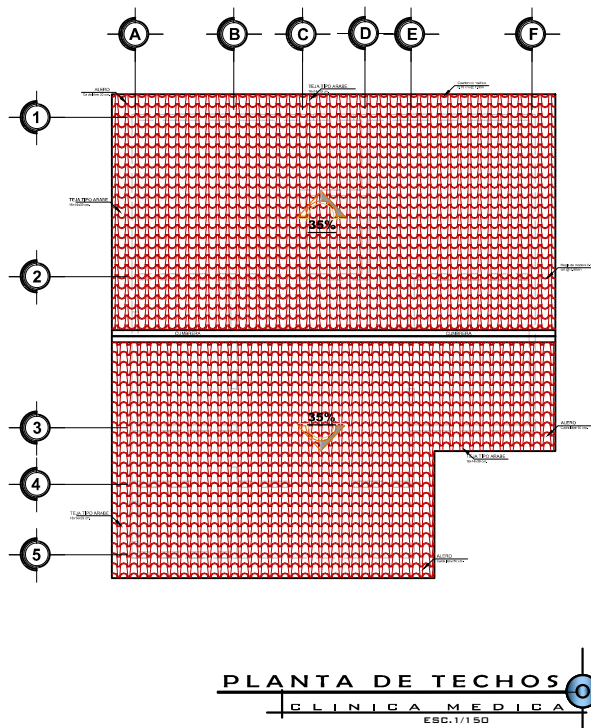 A B C D E F
TEJA TIPO ARABE
ALERO
1
TEJA TIPO ARABE
35%
2
CUMBRERA CUMBRERA
35%
3
ALERO
TEJA TIPO ARABE
4
TEJA TIPO ARABE
5
ALERO
PLANTA DE TECHOS
CLINICA MEDICA
ESC.1/150